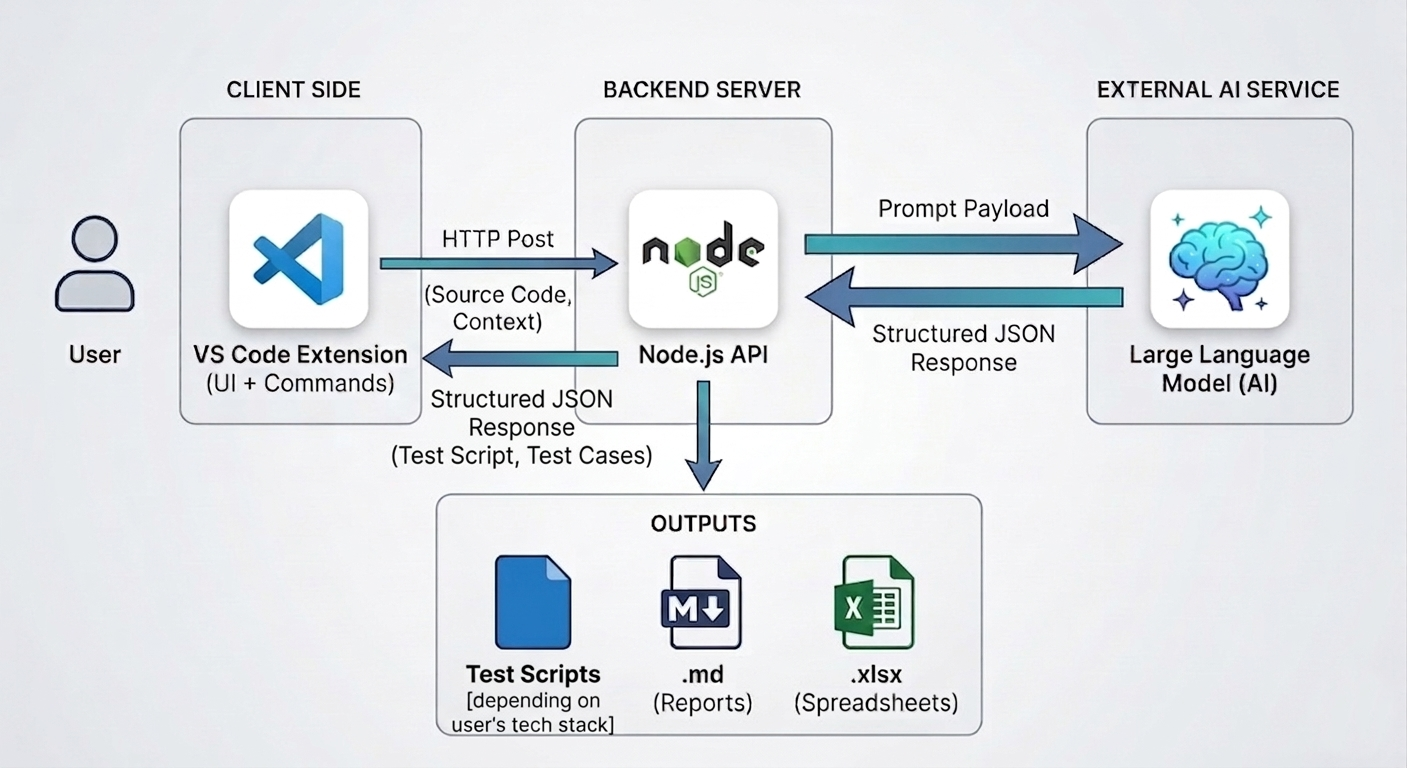 CLIENT SIDE
BACKEND SERVER
EXTERNAL AI SERVICE
User
VS Code Extension
(UI + Commands)
HTTP Post
(Source Code,
Context)
Structured JSON
Response
(Test Script, Test Cases)
node
JS
Node.js API
Prompt Payload
Structured JSON
Response
Large Language
Model (AI)
OUTPUTS
Test Scripts
[depending on
user's tech stack]
M
.md
(Reports)
X
.xlsx
(Spreadsheets)